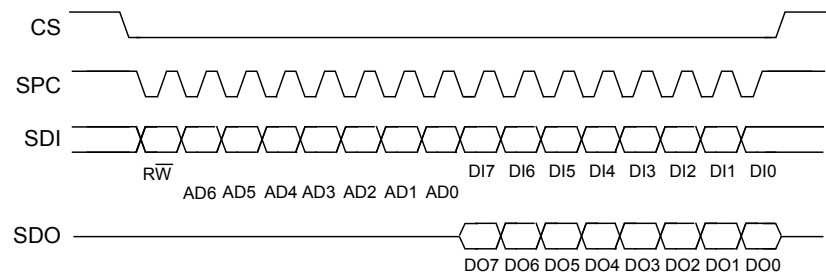 CS
SPC
SDI
RW̅ DI7 DI6 DI5 DI4 DI3 DI2 DI1 DI0
AD6 AD5 AD4 AD3 AD2 AD1 AD0
SDO
DO7 DO6 DO5 DO4 DO3 DO2 DO1 DO0